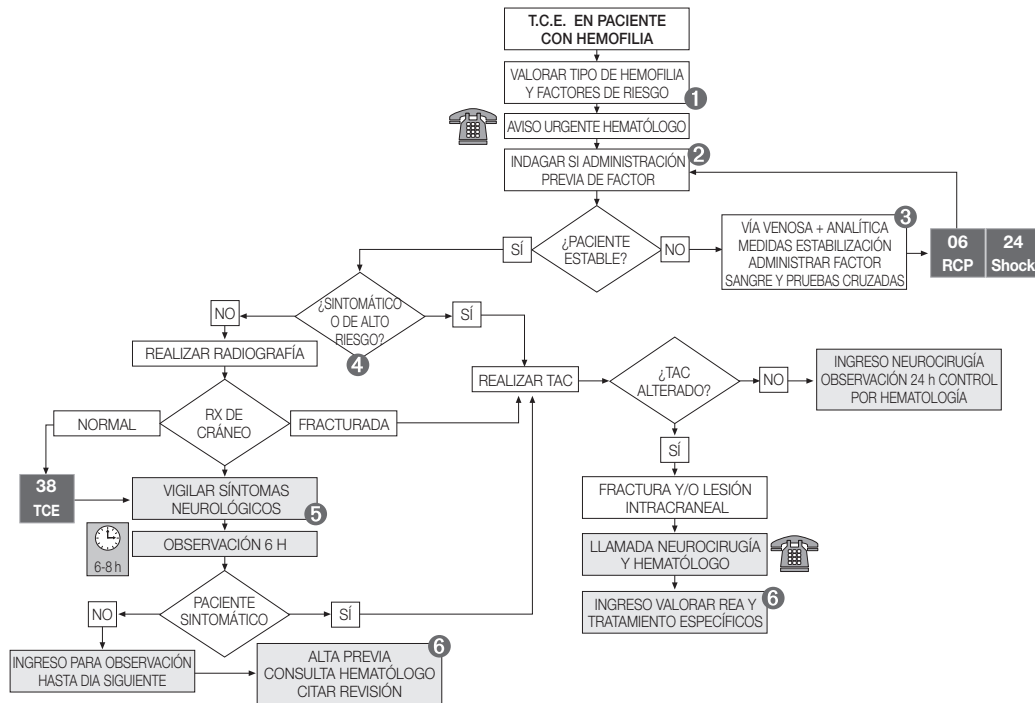 T.C.E. EN PACIENTE
CON HEMOFILIA
VALORAR TIPO DE HEMOFILIA
Y FACTORES DE RIESGO
1
AVISO URGENTE HEMATÓLOGO
INDAGAR SI ADMINISTRACIÓN
PREVIA DE FACTOR
2
¿PACIENTE
ESTABLE?
SÍ
NO
VÍA VENOSA + ANALÍTICA
MEDIDAS ESTABILIZACIÓN
ADMINISTRAR FACTOR
SANGRE Y PRUEBAS CRUZADAS
3
06
RCP
24
Shock
¿SINTOMÁTICO
O DE ALTO
RIESGO?
4
NO
SÍ
REALIZAR RADIOGRAFÍA
REALIZAR TAC
¿TAC
ALTERADO?
NO
INGRESO NEUROCIRUGÍA
OBSERVACIÓN 24 h CONTROL
POR HEMATOLOGÍA
NORMAL
RX DE
CRÁNEO
FRACTURADA
SÍ
38
TCE
VIGILAR SÍNTOMAS
NEUROLÓGICOS
5
FRACTURA Y/O LESIÓN
INTRACRANEAL
6-8 h
OBSERVACIÓN 6 H
LLAMADA NEUROCIRUGÍA
Y HEMATÓLOGO
NO
PACIENTE
SINTOMÁTICO
SÍ
INGRESO VALORAR REA Y
TRATAMIENTO ESPECÍFICOS
6
INGRESO PARA OBSERVACIÓN
HASTA DIA SIGUIENTE
ALTA PREVIA
CONSULTA HEMATÓLOGO
CITAR REVISIÓN
6